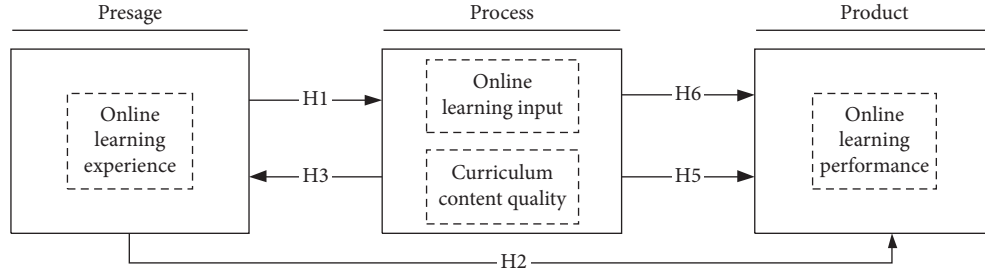 Presage
Process
Product
Online
learning
experience
H1
H3
Online
learning input
Curriculum
content quality
H6
H5
Online
learning
performance
H2